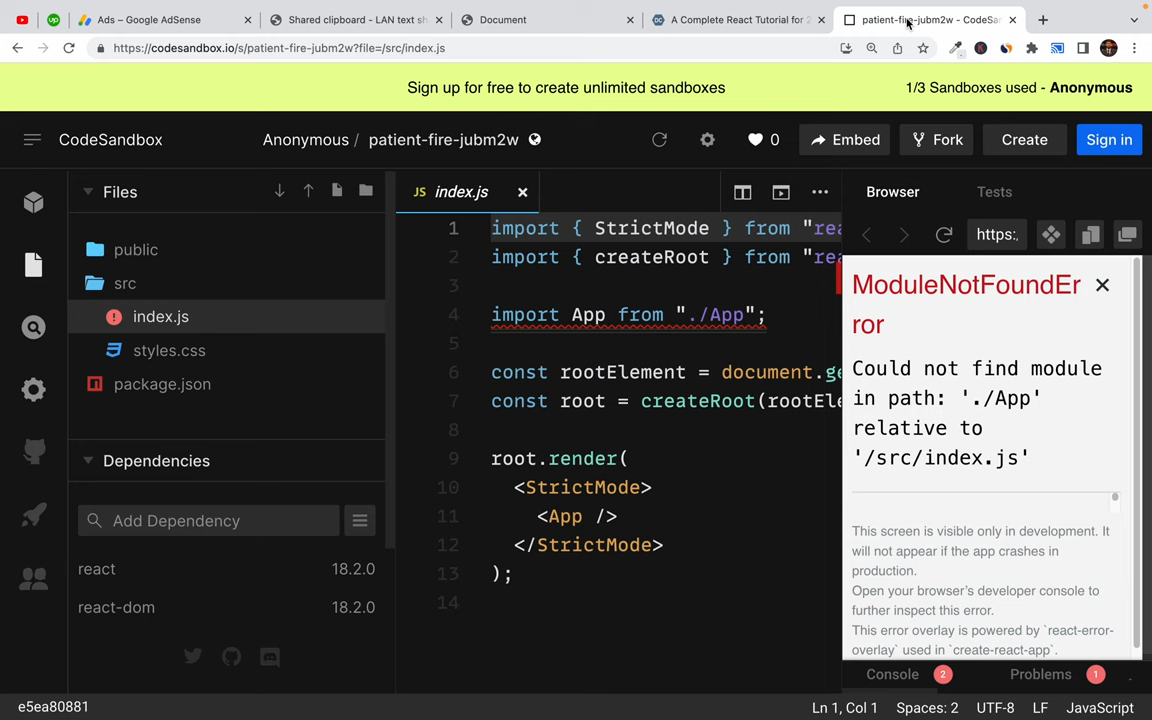 Ads – Google AdSense
Shared clipboard - LAN text sh
Document
A Complete React Tutorial for 2
patient-fire-jubm2w - CodeSan
https://codesandbox.io/s/patient-fire-jubm2w?file=/src/index.js
Sign up for free to create unlimited sandboxes
1/3 Sandboxes used - Anonymous
CodeSandbox
Anonymous / patient-fire-jubm2w
0
Embed
Fork
Create
Sign in
Files
JS index.js
Browser
Tests
https:,
public
src
index.js
styles.css
package.json
Dependencies
Add Dependency
react 18.2.0
react-dom 18.2.0
1 import { StrictMode } from "rea
2 import { createRoot } from "rea
3
4 import App from "./App";
5
6 const rootElement = document.ge
7 const root = createRoot(rootEle
8
9 root.render(
10 <StrictMode>
11 <App />
12 </StrictMode>
13 );
14
ModuleNotFoundEr
ror
Could not find module
in path: './App'
relative to
'/src/index.js'
This screen is visible only in development. It
will not appear if the app crashes in
production.
Open your browser's developer console to
further inspect this error.
This error overlay is powered by `react-error-
overlay` used in `create-react-app`.
Console 2
Problems 1
e5ea80881
Ln 1, Col 1
Spaces: 2
UTF-8
LF
JavaScript